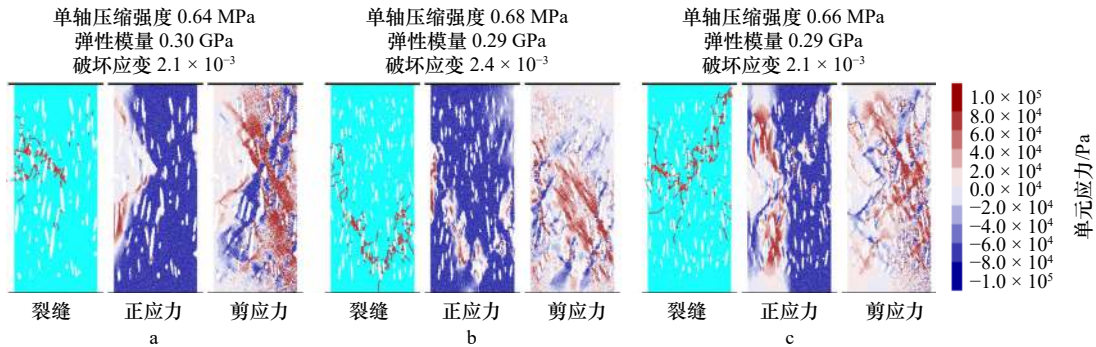 单轴压缩强度 0.64 MPa
弹性模量 0.30 GPa
破坏应变 2.1 × 10⁻³
单轴压缩强度 0.68 MPa
弹性模量 0.29 GPa
破坏应变 2.4 × 10⁻³
单轴压缩强度 0.66 MPa
弹性模量 0.29 GPa
破坏应变 2.1 × 10⁻³
裂缝 正应力 剪应力
a
裂缝 正应力 剪应力
b
裂缝 正应力 剪应力
c
1.0 × 10⁵
8.0 × 10⁴
6.0 × 10⁴
4.0 × 10⁴
2.0 × 10⁴
0.0 × 10⁴
−2.0 × 10⁴
−4.0 × 10⁴
−6.0 × 10⁴
−8.0 × 10⁴
−1.0 × 10⁵
单元应力/Pa